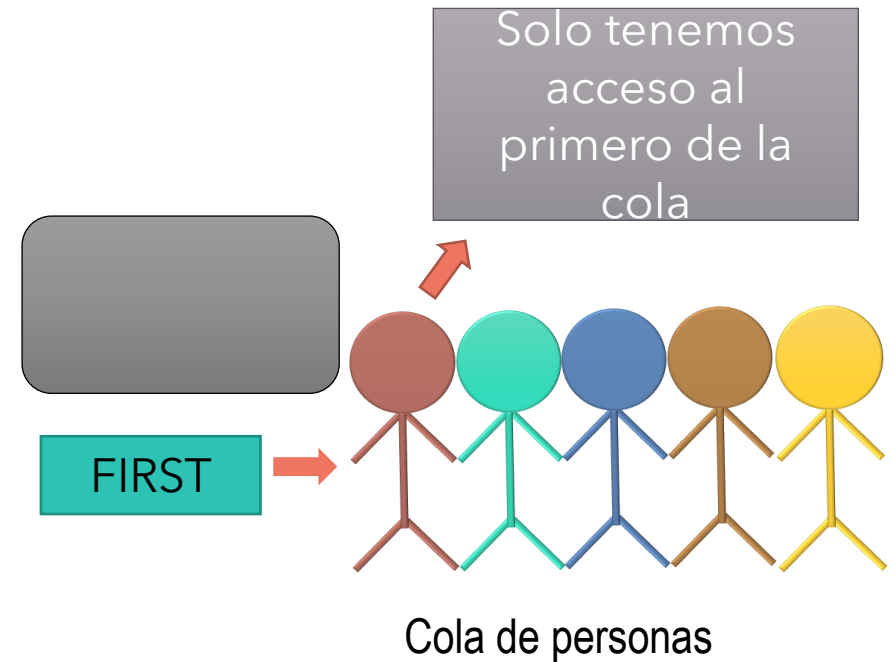 Solo tenemos
acceso al
primero de la
cola
FIRST
Cola de personas